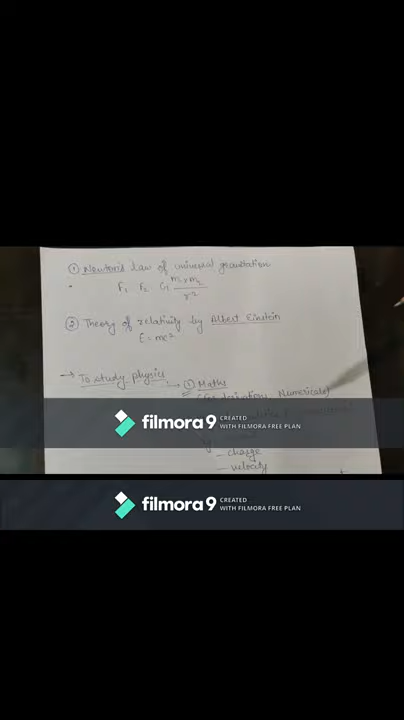 ① Newton's Law of universal gravitation
F₁ F₂ G m₁ x m₂
r²
② Theory of relativity by Albert Einstein
E = mc²
→ To study physics → ① Maths
(for derivation, Numericals)
filmora 9 CREATED WITH FILMORA FREE PLAN
– charge
– velocity
filmora 9 CREATED WITH FILMORA FREE PLAN